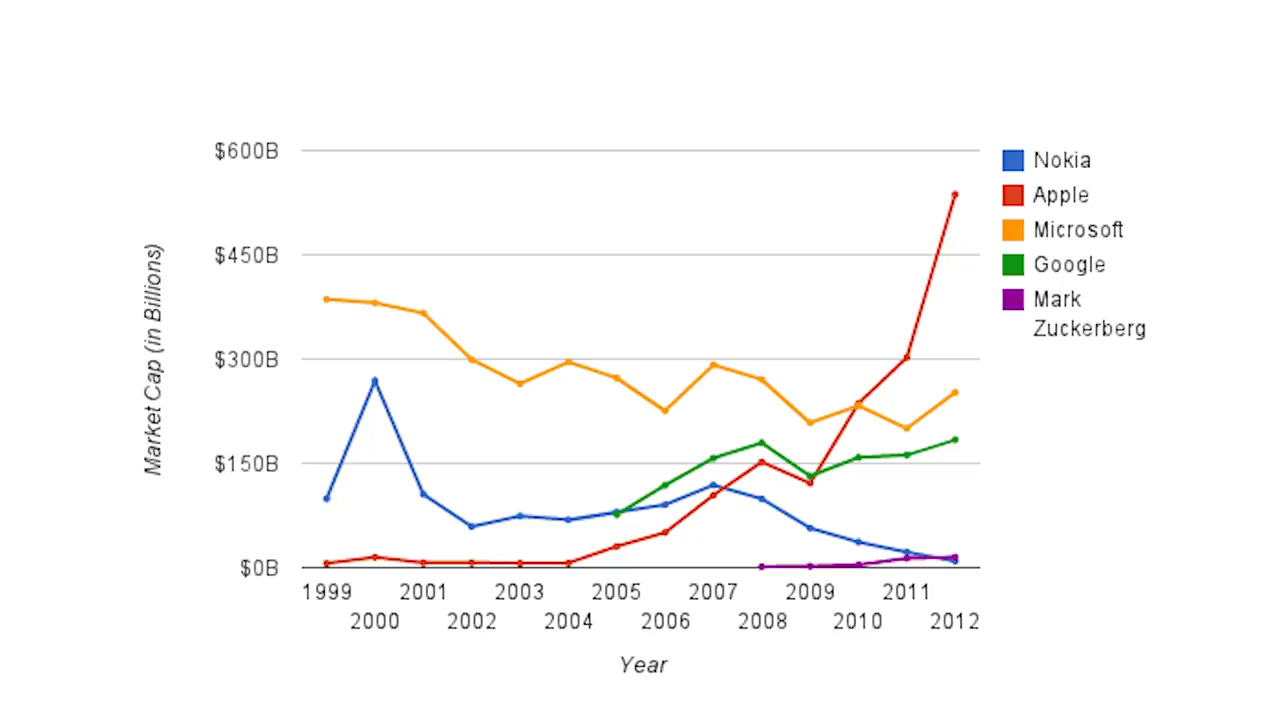 $600B
$450B
$300B
$150B
$0B
Market Cap (in Billions)
1999 2001 2003 2005 2007 2009 2011
2000 2002 2004 2006 2008 2010 2012
Year
Nokia
Apple
Microsoft
Google
Mark
Zuckerberg